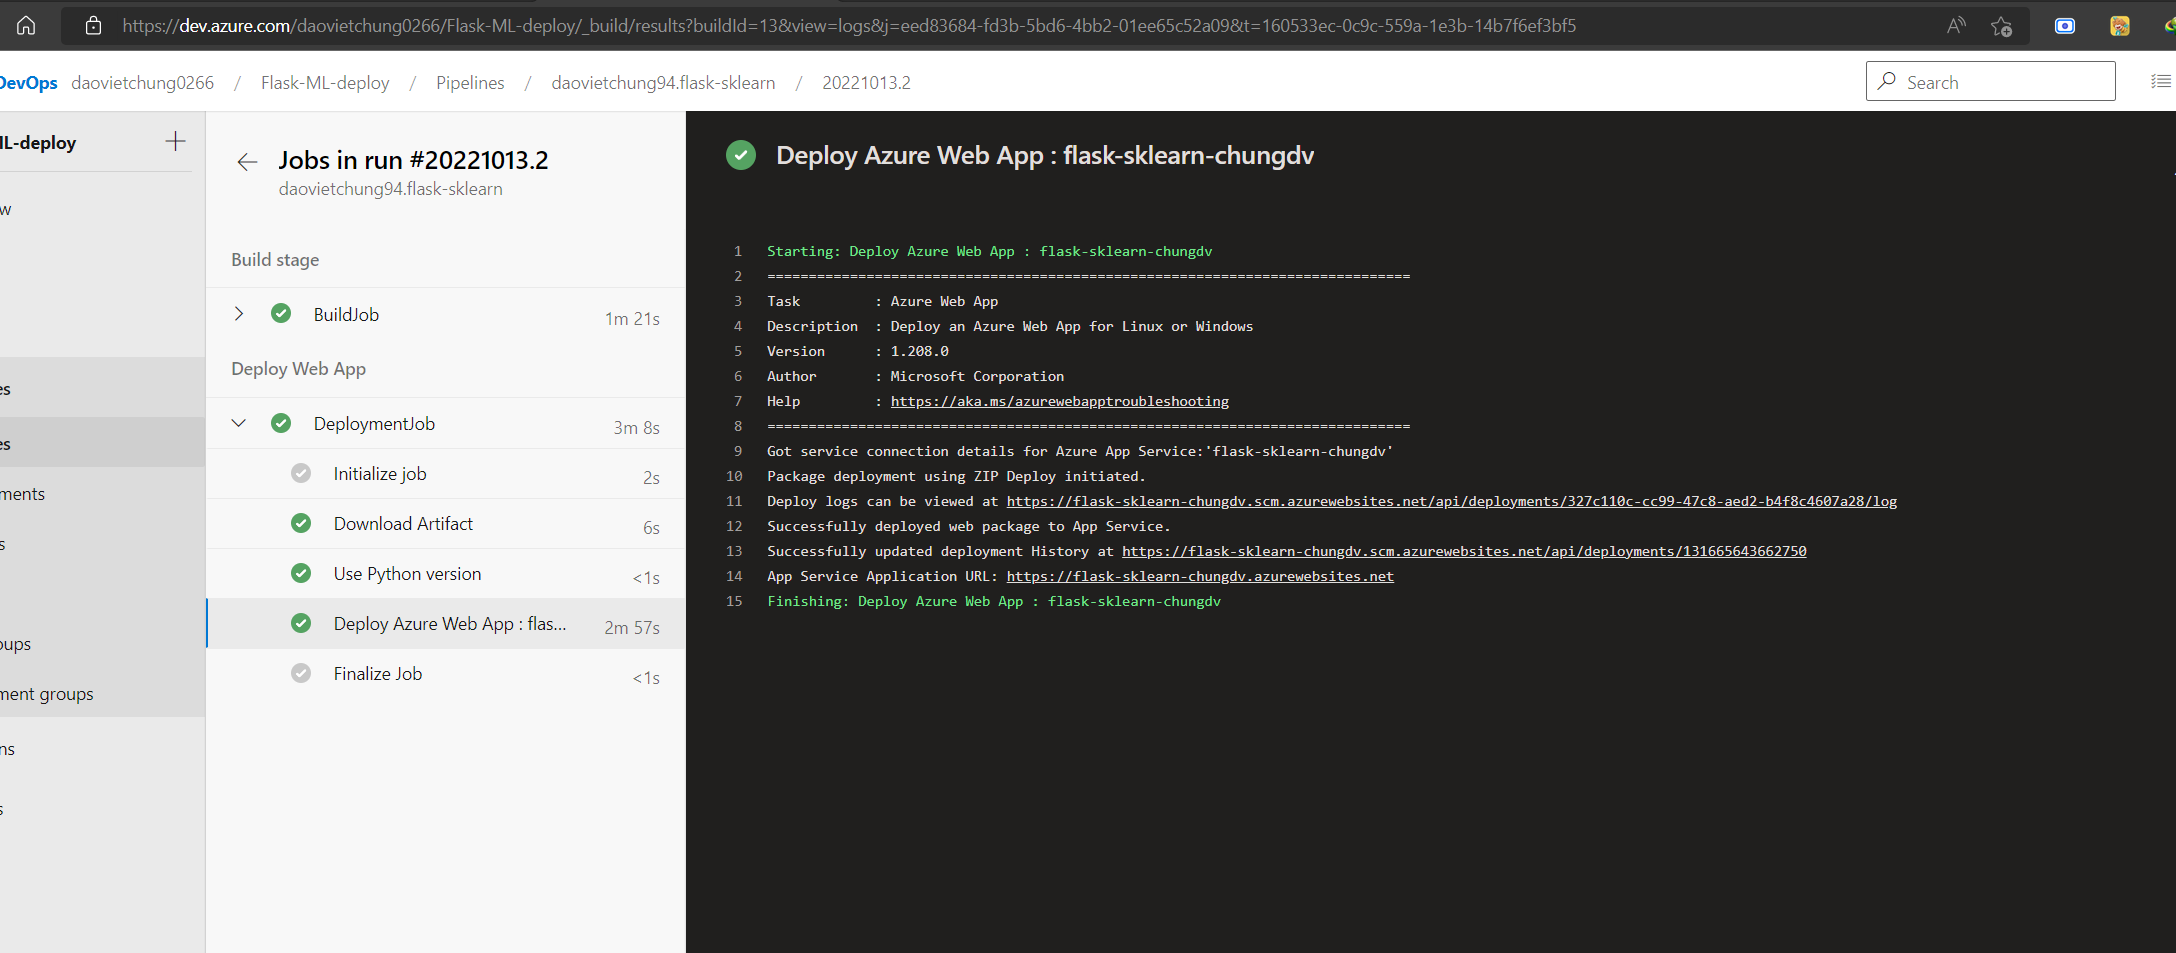 https://dev.azure.com/daovietchung0266/Flask-ML-deploy/_build/results?buildId=13&view=logs&j=eed83684-fd3b-5bd6-4bb2-01ee65c52a09&t=160533ec-0c9c-559a-1e3b-14b7f6ef3bf5
DevOps daovietchung0266 / Flask-ML-deploy / Pipelines / daovietchung94.flask-sklearn / 20221013.2
Search
L-deploy
w
es
es
ments
s
oups
ment groups
ns
s
Jobs in run #20221013.2
daovietchung94.flask-sklearn
Build stage
BuildJob 1m 21s
Deploy Web App
DeploymentJob 3m 8s
Initialize job 2s
Download Artifact 6s
Use Python version <1s
Deploy Azure Web App : flas... 2m 57s
Finalize Job <1s
Deploy Azure Web App : flask-sklearn-chungdv
1 Starting: Deploy Azure Web App : flask-sklearn-chungdv
2 ==============================================================================
3 Task         : Azure Web App
4 Description  : Deploy an Azure Web App for Linux or Windows
5 Version      : 1.208.0
6 Author       : Microsoft Corporation
7 Help         : https://aka.ms/azurewebapptroubleshooting
8 ==============================================================================
9 Got service connection details for Azure App Service:'flask-sklearn-chungdv'
10 Package deployment using ZIP Deploy initiated.
11 Deploy logs can be viewed at https://flask-sklearn-chungdv.scm.azurewebsites.net/api/deployments/327c110c-cc99-47c8-aed2-b4f8c4607a28/log
12 Successfully deployed web package to App Service.
13 Successfully updated deployment History at https://flask-sklearn-chungdv.scm.azurewebsites.net/api/deployments/131665643662750
14 App Service Application URL: https://flask-sklearn-chungdv.azurewebsites.net
15 Finishing: Deploy Azure Web App : flask-sklearn-chungdv